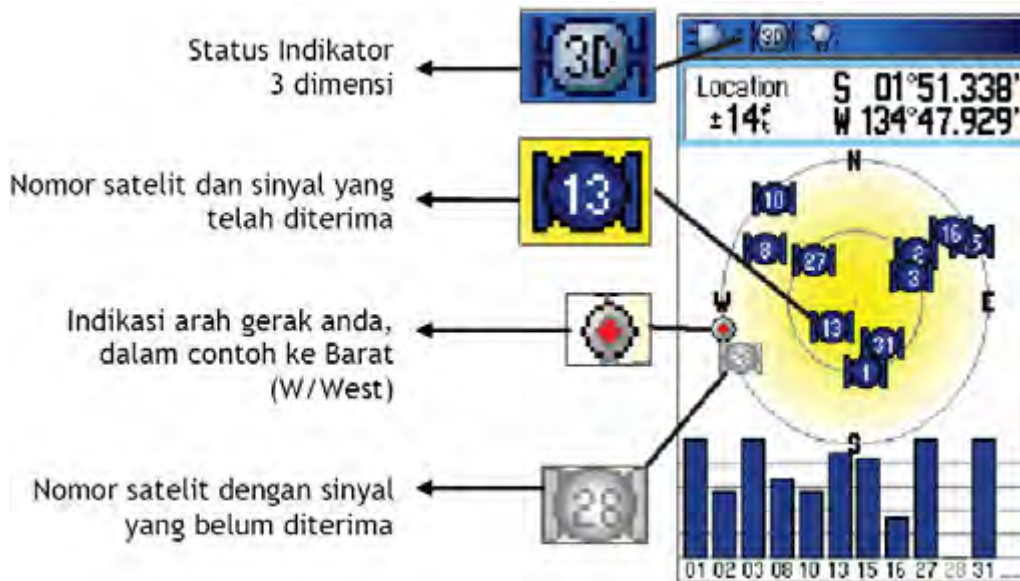 Status Indikator
3 dimensi
3D
3D
Location
S 01°51.338'
±14ft
W 134°47.929'
Nomor satelit dan sinyal yang
telah diterima
13
N
10
16
5
8
2
27
3
Indikasi arah gerak anda,
dalam contoh ke Barat
(W/West)
W
E
13
31
1
S
Nomor satelit dengan sinyal
yang belum diterima
28
01 02 03 08 10 13 15 16 27 28 31